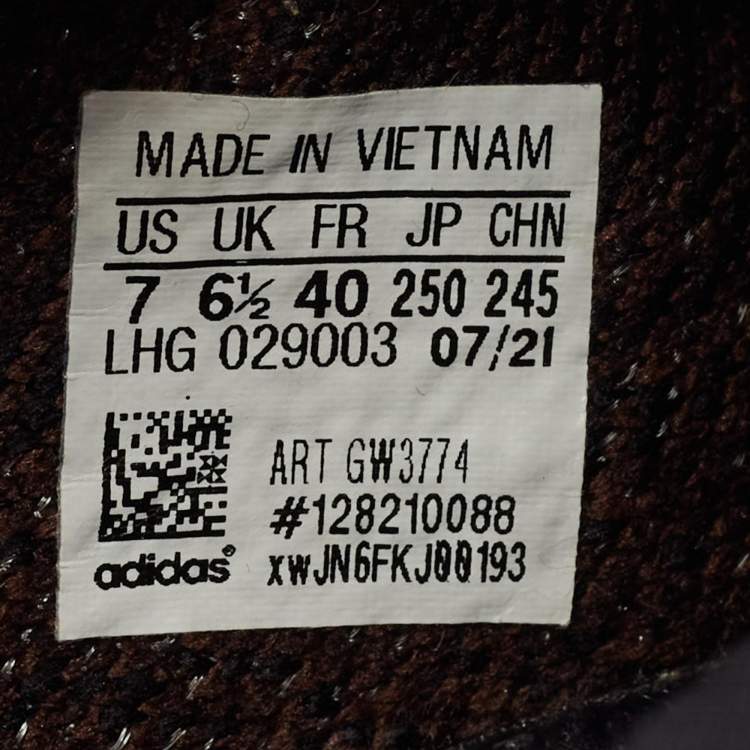 MADE IN VIETNAM
US UK FR JP CHN
7 6½ 40 250 245
LHG 029003 07/21
ART GW3774
#128210088
xwJN6FKJ00193
adidas®